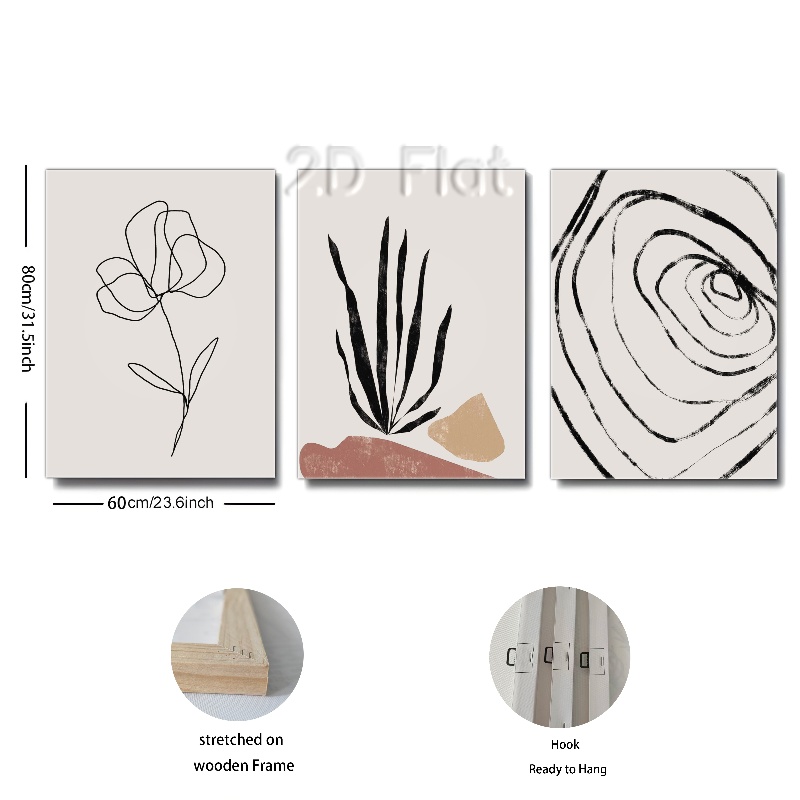 2D Flat
80cm/31.5inch
60cm/23.6inch
stretched on
wooden Frame
Hook
Ready to Hang